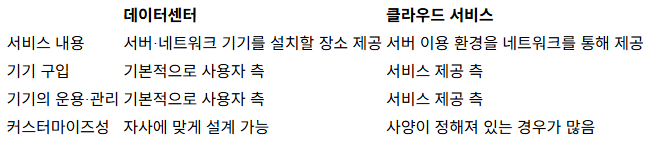 데이터센터 클라우드 서비스
서비스 내용 서버·네트워크 기기를 설치할 장소 제공 서버 이용 환경을 네트워크를 통해 제공
기기 구입 기본적으로 사용자 측 서비스 제공 측
기기의 운용·관리 기본적으로 사용자 측 서비스 제공 측
커스터마이즈성 자사에 맞게 설계 가능 사양이 정해져 있는 경우가 많음